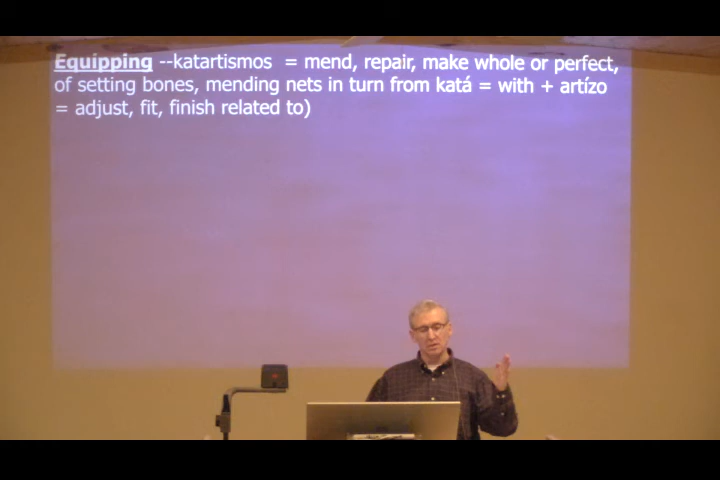 Equipping --katartismos = mend, repair, make whole or perfect,
of setting bones, mending nets in turn from katá = with + artízo
= adjust, fit, finish related to)